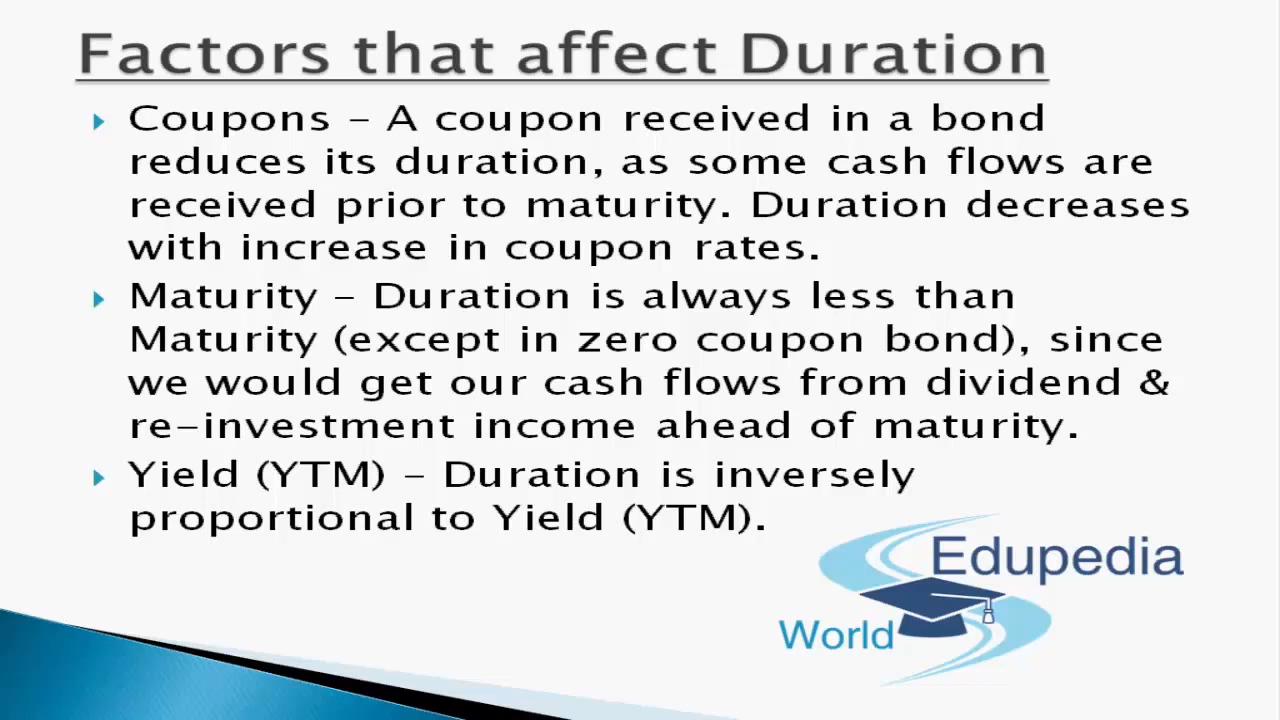 Factors that affect Duration
Coupons – A coupon received in a bond
reduces its duration, as some cash flows are
received prior to maturity. Duration decreases
with increase in coupon rates.
Maturity – Duration is always less than
Maturity (except in zero coupon bond), since
we would get our cash flows from dividend &
re-investment income ahead of maturity.
Yield (YTM) – Duration is inversely
proportional to Yield (YTM).
Edupedia
World